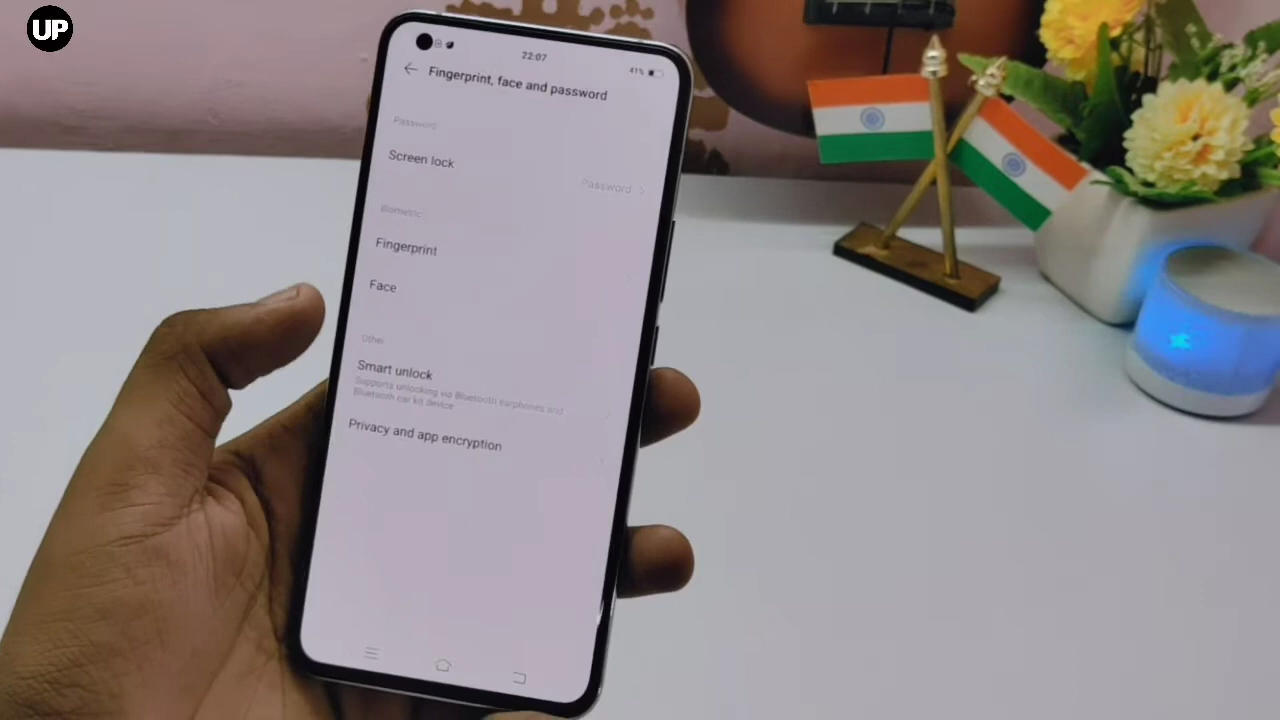 UP
22:07
41%
Fingerprint, face and password
Password
Screen lock
Password
Biometric
Fingerprint
Face
Other
Smart unlock
Supports unlocking via Bluetooth earphones and
Bluetooth car kit device
Privacy and app encryption